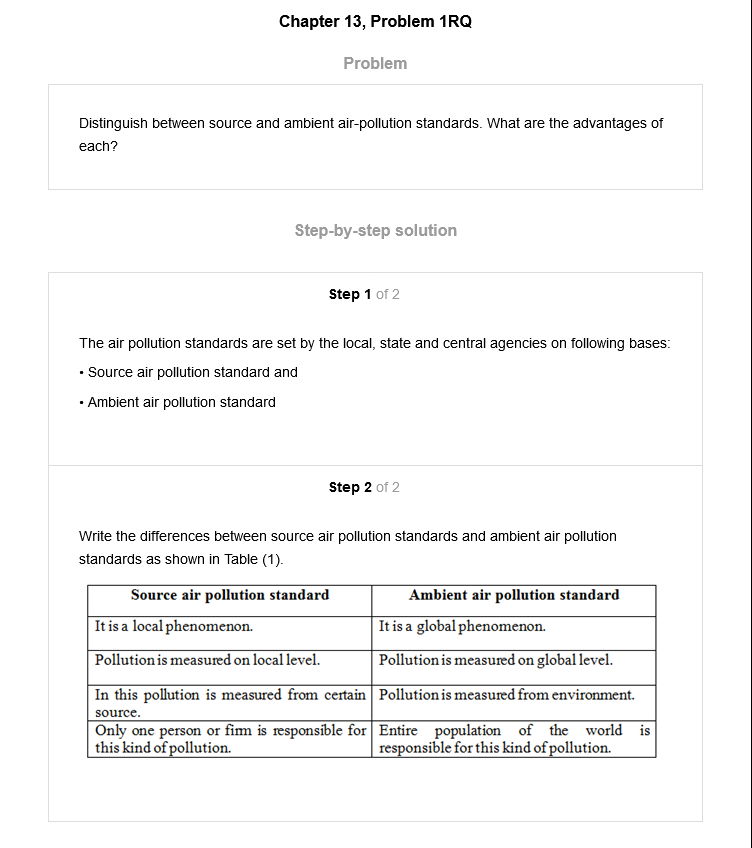 Chapter 13, Problem 1RQ
Problem
Distinguish between source and ambient air-pollution standards. What are the advantages of
each?
Step-by-step solution
Step 1 of 2
The air pollution standards are set by the local, state and central agencies on following bases:
• Source air pollution standard and
• Ambient air pollution standard
Step 2 of 2
Write the differences between source air pollution standards and ambient air pollution
standards as shown in Table (1).
Source air pollution standard
Ambient air pollution standard
It is a local phenomenon.
It is a global phenomenon.
Pollution is measured on local level.
Pollution is measured on global level.
In this pollution is measured from certain
source.
Pollution is measured from environment.
Only one person or firm is responsible for
this kind of pollution.
Entire population of the world is
responsible for this kind of pollution.